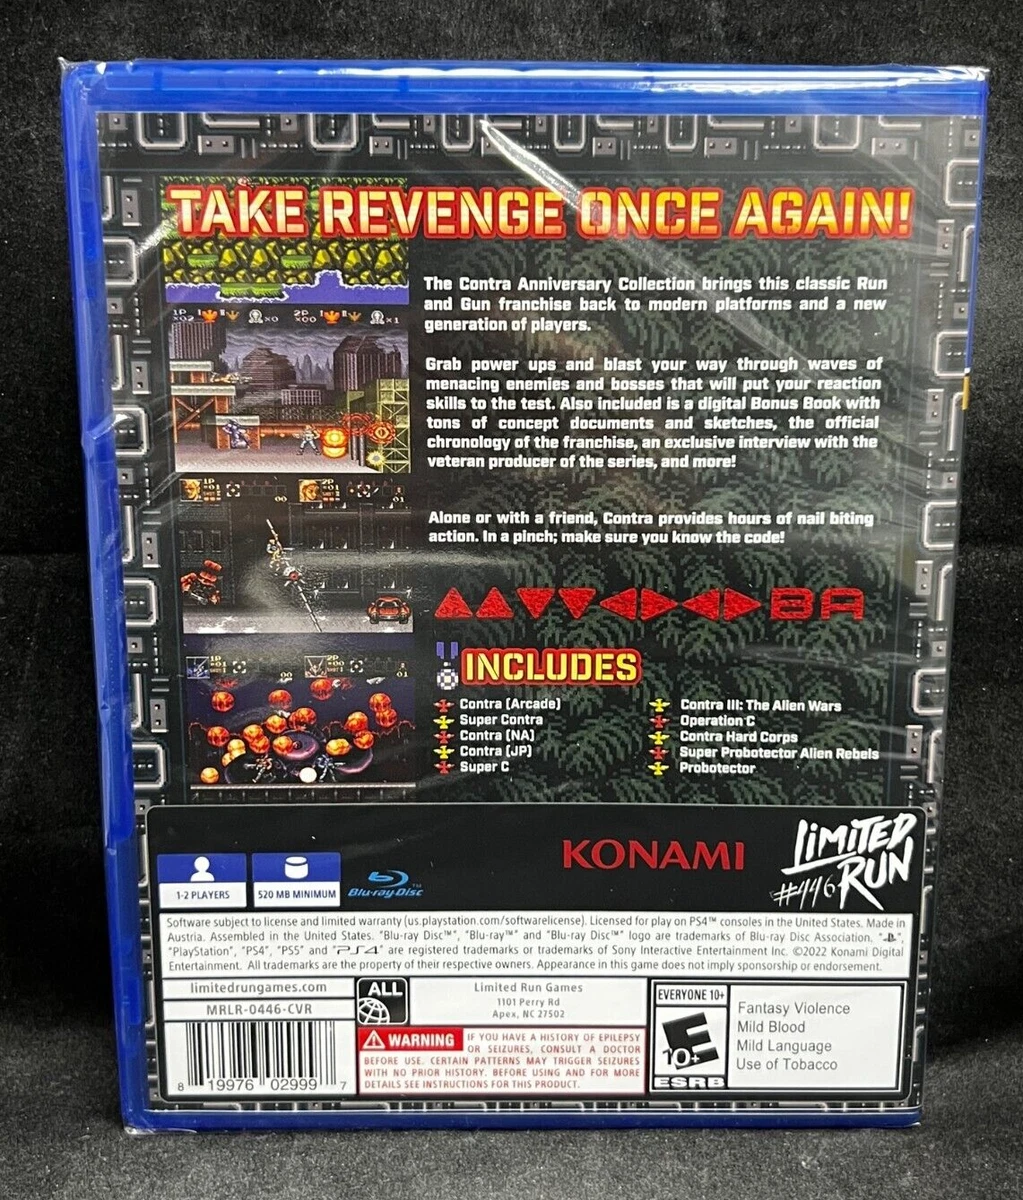 TAKE REVENGE ONCE AGAIN!
The Contra Anniversary Collection brings this classic Run
and Gun franchise back to modern platforms and a new
generation of players.
Grab power ups and blast your way through waves of
menacing enemies and bosses that will put your reaction
skills to the test. Also included is a digital Bonus Book with
tons of concept documents and sketches, the official
chronology of the franchise, an exclusive interview with the
veteran producer of the series, and more!
Alone or with a friend, Contra provides hours of nail biting
action. In a pinch; make sure you know the code!
▲▲▼▼◀▶◀▶BA
INCLUDES
Contra (Arcade)
Super Contra
Contra (NA)
Contra (JP)
Super C
Contra III: The Alien Wars
Operation C
Contra Hard Corps
Super Probotector Alien Rebels
Probotector
1-2 PLAYERS
520 MB MINIMUM
Blu-ray Disc™
KONAMI
LIMITED
RUN
#446
Software subject to license and limited warranty (us.playstation.com/softwarelicense). Licensed for play on PS4™ consoles in the United States. Made in
Austria. Assembled in the United States. "Blu-ray Disc™", "Blu-ray™" and "Blu-ray Disc™" logo are trademarks of Blu-ray Disc Association. "PS",
"PlayStation", "PS4", "PS5" and "PS4" are registered trademarks or trademarks of Sony Interactive Entertainment Inc. ©2022 Konami Digital
Entertainment. All trademarks are the property of their respective owners. Appearance in this game does not imply sponsorship or endorsement.
limitedrungames.com
MRLR-0446-CVR
8 19976 02999 7
ALL
Limited Run Games
1101 Perry Rd
Apex, NC 27502
WARNING IF YOU HAVE A HISTORY OF EPILEPSY
OR SEIZURES, CONSULT A DOCTOR
BEFORE USE. CERTAIN PATTERNS MAY TRIGGER SEIZURES
WITH NO PRIOR HISTORY. BEFORE USING AND FOR MORE
DETAILS SEE INSTRUCTIONS FOR THIS PRODUCT.
EVERYONE 10+
E
10+
ESRB
Fantasy Violence
Mild Blood
Mild Language
Use of Tobacco